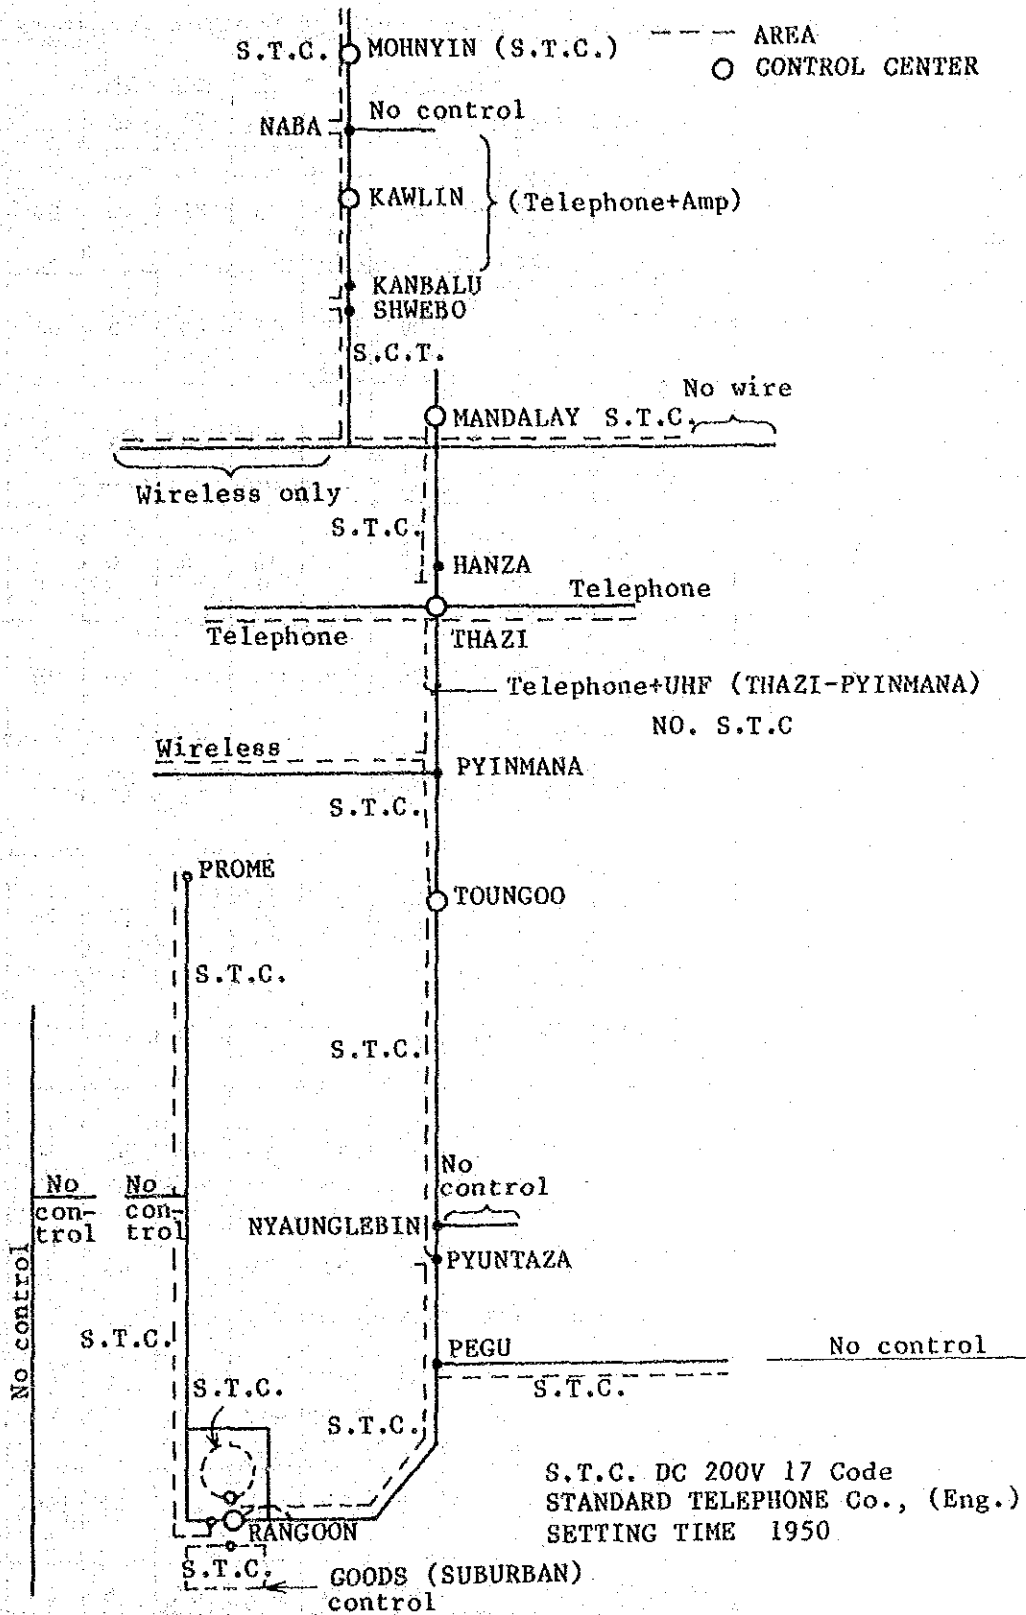 S.T.C. MOHNYIN (S.T.C.)
--- AREA
CONTROL CENTER
NABA No control
KAWLIN (Telephone+Amp)
KANBALU
SHWEBO
S.C.T.
No wire
MANDALAY S.T.C.
Wireless only
S.T.C.
HANZA
Telephone
Telephone THAZI
Telephone+UHF (THAZI-PYINMANA)
NO. S.T.C
Wireless
PYINMANA
S.T.C.
PROME
TOUNGOO
S.T.C.
S.T.C.
No control
No
con-
trol
No
con-
trol
No
control
NYAUNGLEBIN
PYUNTAZA
S.T.C.
PEGU
No control
S.T.C.
S.T.C.
S.T.C.
RANGOON
S.T.C.
GOODS (SUBURBAN)
control
S.T.C. DC 200V 17 Code
STANDARD TELEPHONE Co., (Eng.)
SETTING TIME 1950